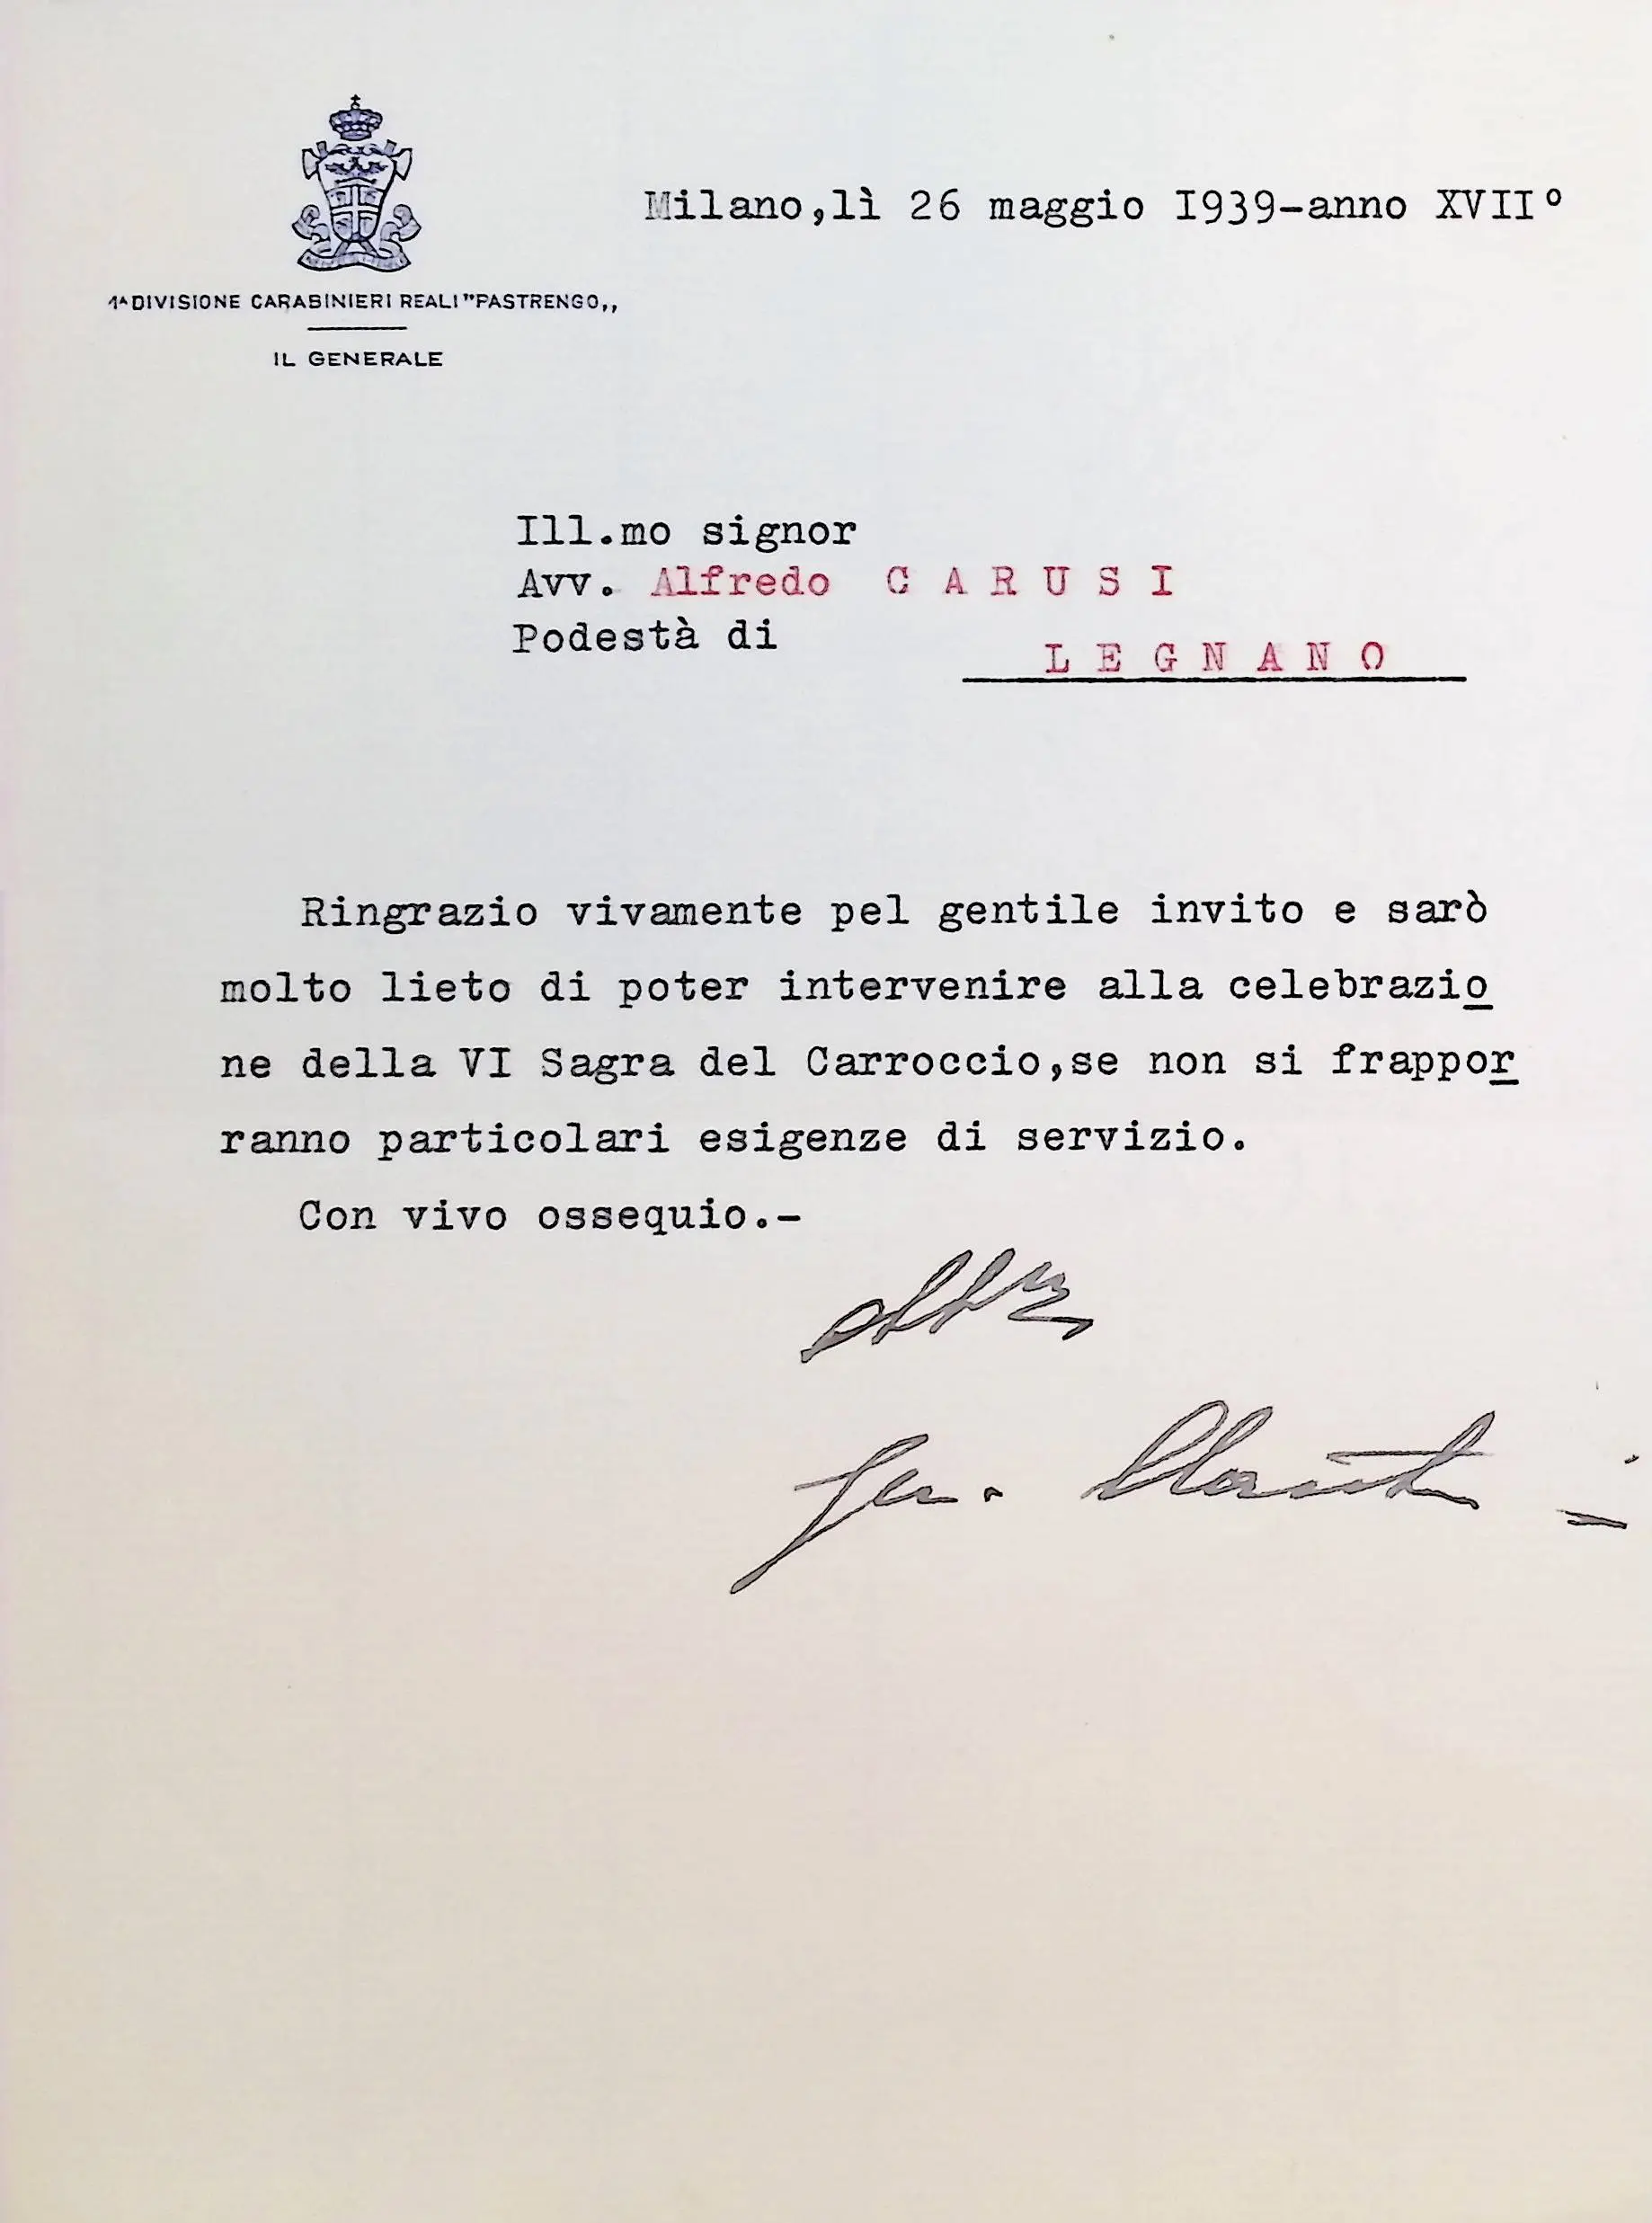 Milano,lì 26 maggio I939-anno XVII°
1ª DIVISIONE CARABINIERI REALI "PASTRENGO,,
IL GENERALE
Ill.mo signor
Avv. Alfredo C A R U S I
Podestà di
L E G N A N O
Ringrazio vivamente pel gentile invito e sarò
molto lieto di poter intervenire alla celebrazio
ne della VI Sagra del Carroccio,se non si frappor
ranno particolari esigenze di servizio.
Con vivo ossequio.-
Gen.